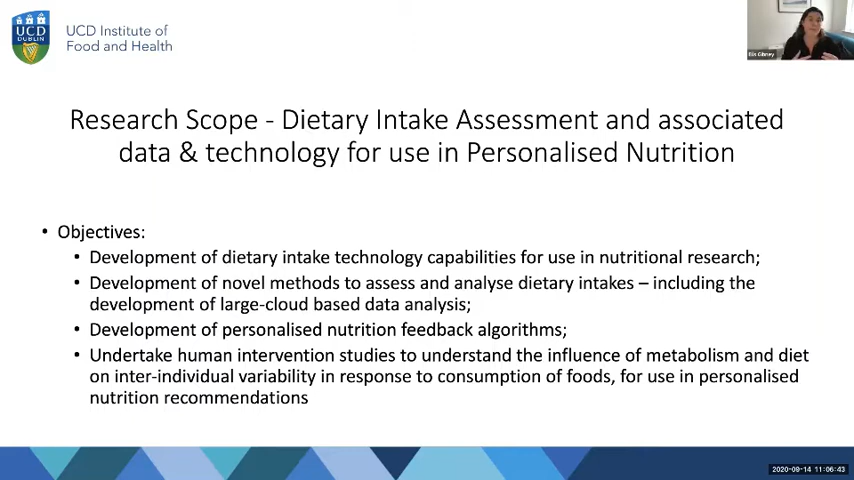 UCD
DUBLIN
UCD Institute of
Food and Health
Research Scope - Dietary Intake Assessment and associated
data & technology for use in Personalised Nutrition
• Objectives:
• Development of dietary intake technology capabilities for use in nutritional research;
• Development of novel methods to assess and analyse dietary intakes – including the
development of large-cloud based data analysis;
• Development of personalised nutrition feedback algorithms;
• Undertake human intervention studies to understand the influence of metabolism and diet
on inter-individual variability in response to consumption of foods, for use in personalised
nutrition recommendations
Gibney
2020-09-14 11:06:43